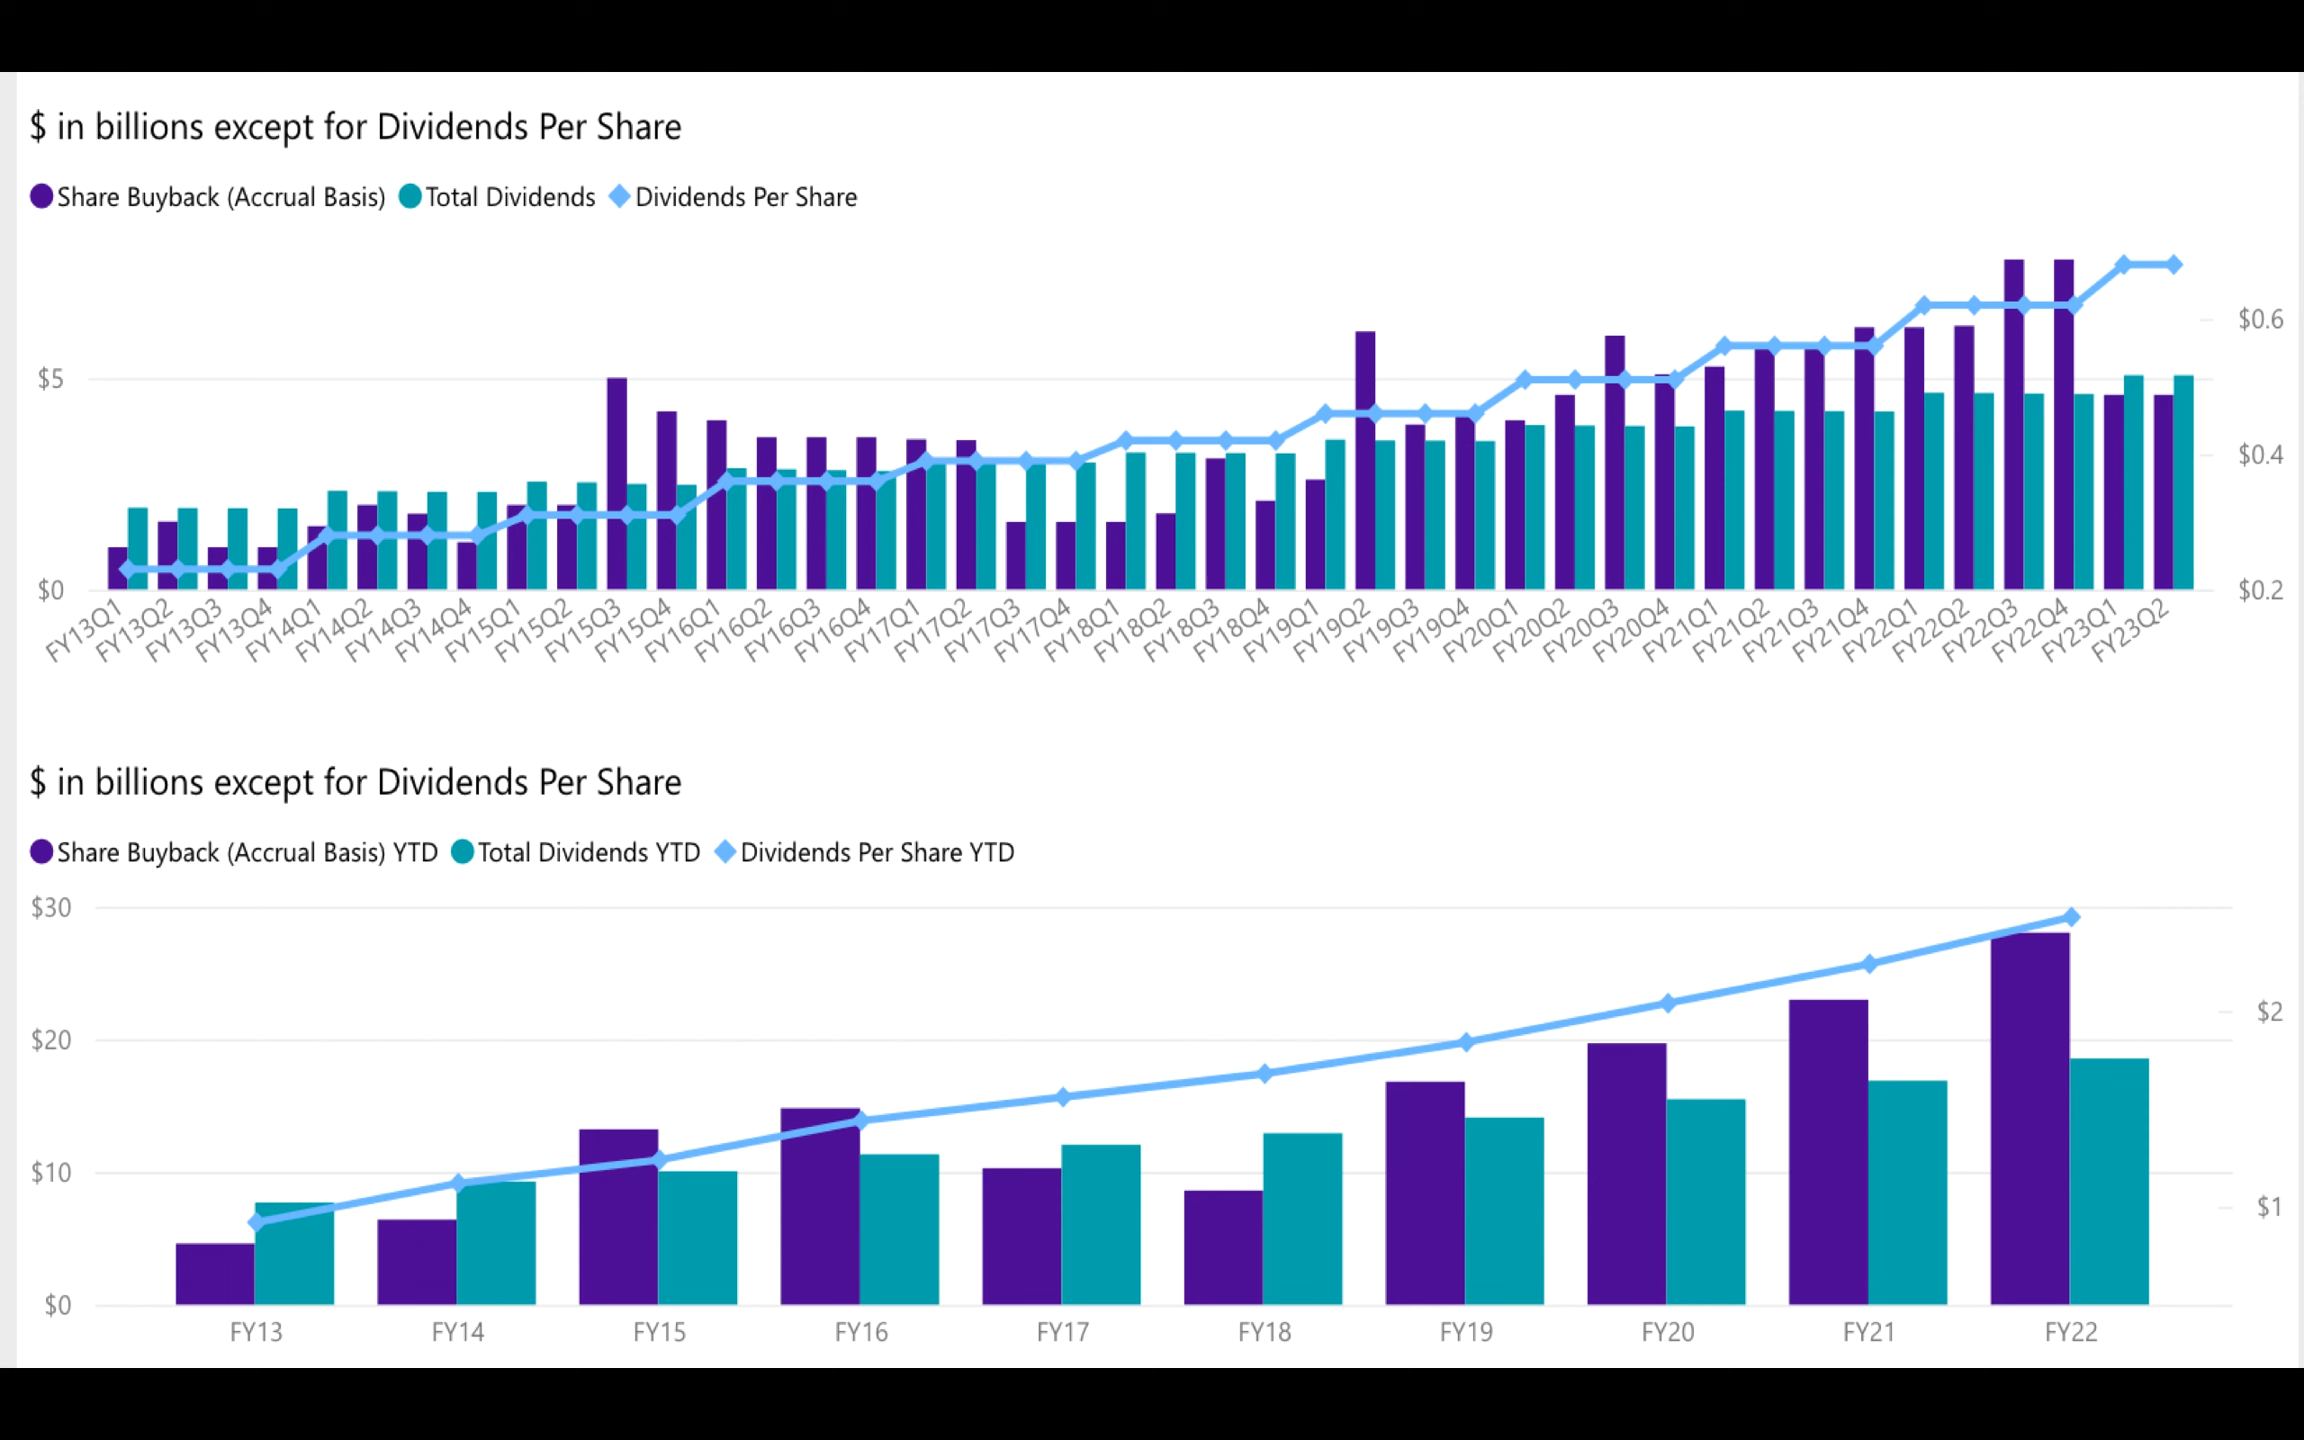 $ in billions except for Dividends Per Share
Share Buyback (Accrual Basis) Total Dividends Dividends Per Share
$5
$0
$0.6
$0.4
$0.2
FY13Q1 FY13Q2 FY13Q3 FY13Q4 FY14Q1 FY14Q2 FY14Q3 FY14Q4 FY15Q1 FY15Q2 FY15Q3 FY15Q4 FY16Q1 FY16Q2 FY16Q3 FY16Q4 FY17Q1 FY17Q2 FY17Q3 FY17Q4 FY18Q1 FY18Q2 FY18Q3 FY18Q4 FY19Q1 FY19Q2 FY19Q3 FY19Q4 FY20Q1 FY20Q2 FY20Q3 FY20Q4 FY21Q1 FY21Q2 FY21Q3 FY21Q4 FY22Q1 FY22Q2 FY22Q3 FY22Q4 FY23Q1 FY23Q2
$ in billions except for Dividends Per Share
Share Buyback (Accrual Basis) YTD Total Dividends YTD Dividends Per Share YTD
$30
$20
$10
$0
$2
$1
FY13 FY14 FY15 FY16 FY17 FY18 FY19 FY20 FY21 FY22